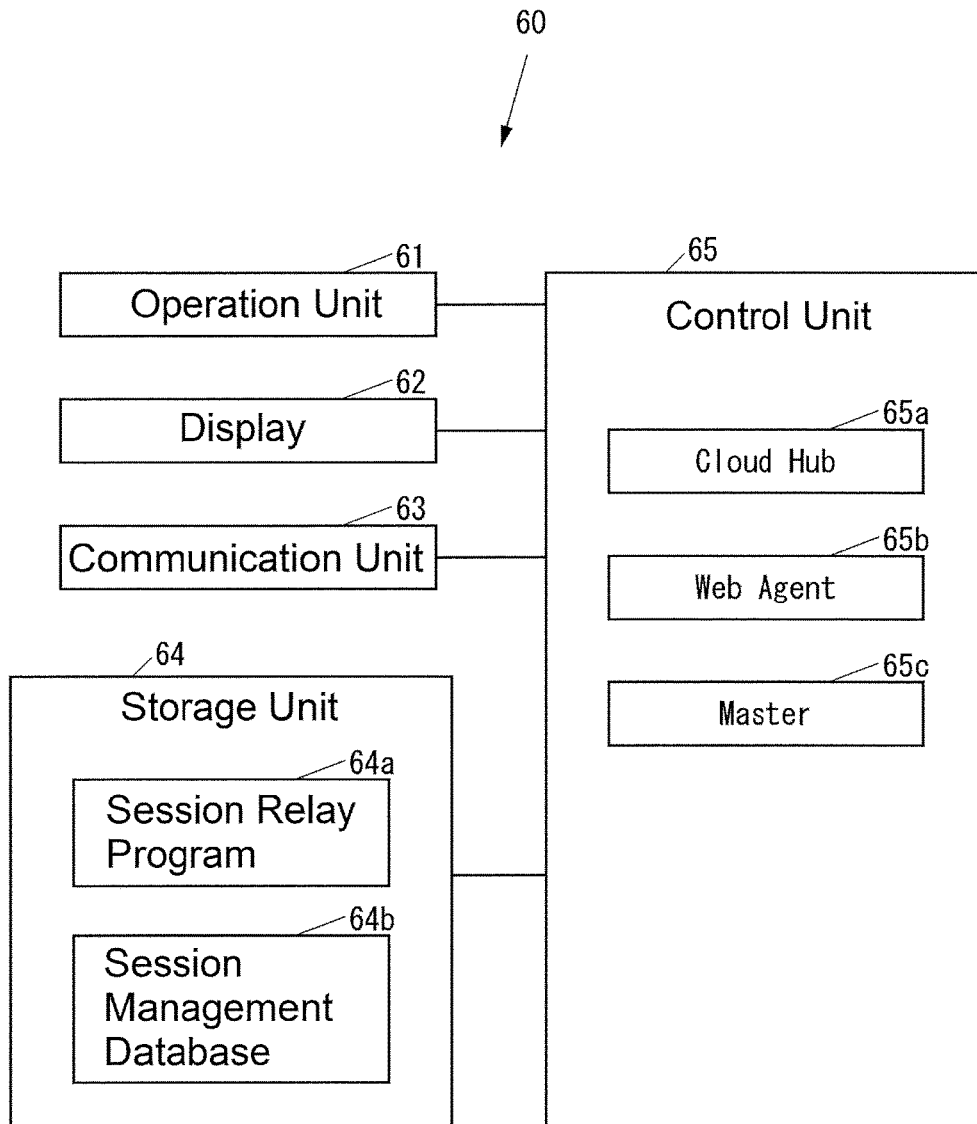 60
61
Operation Unit
62
Display
63
Communication Unit
64
Storage Unit
64a
Session Relay
Program
64b
Session
Management
Database
65
Control Unit
65a
Cloud Hub
65b
Web Agent
65c
Master